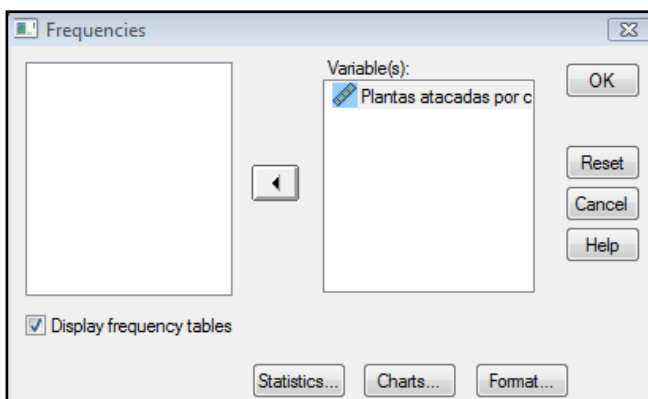 Frequencies
Variable(s):
Plantas atacadas por c
OK
Reset
Cancel
Help
Display frequency tables
Statistics...
Charts...
Format...